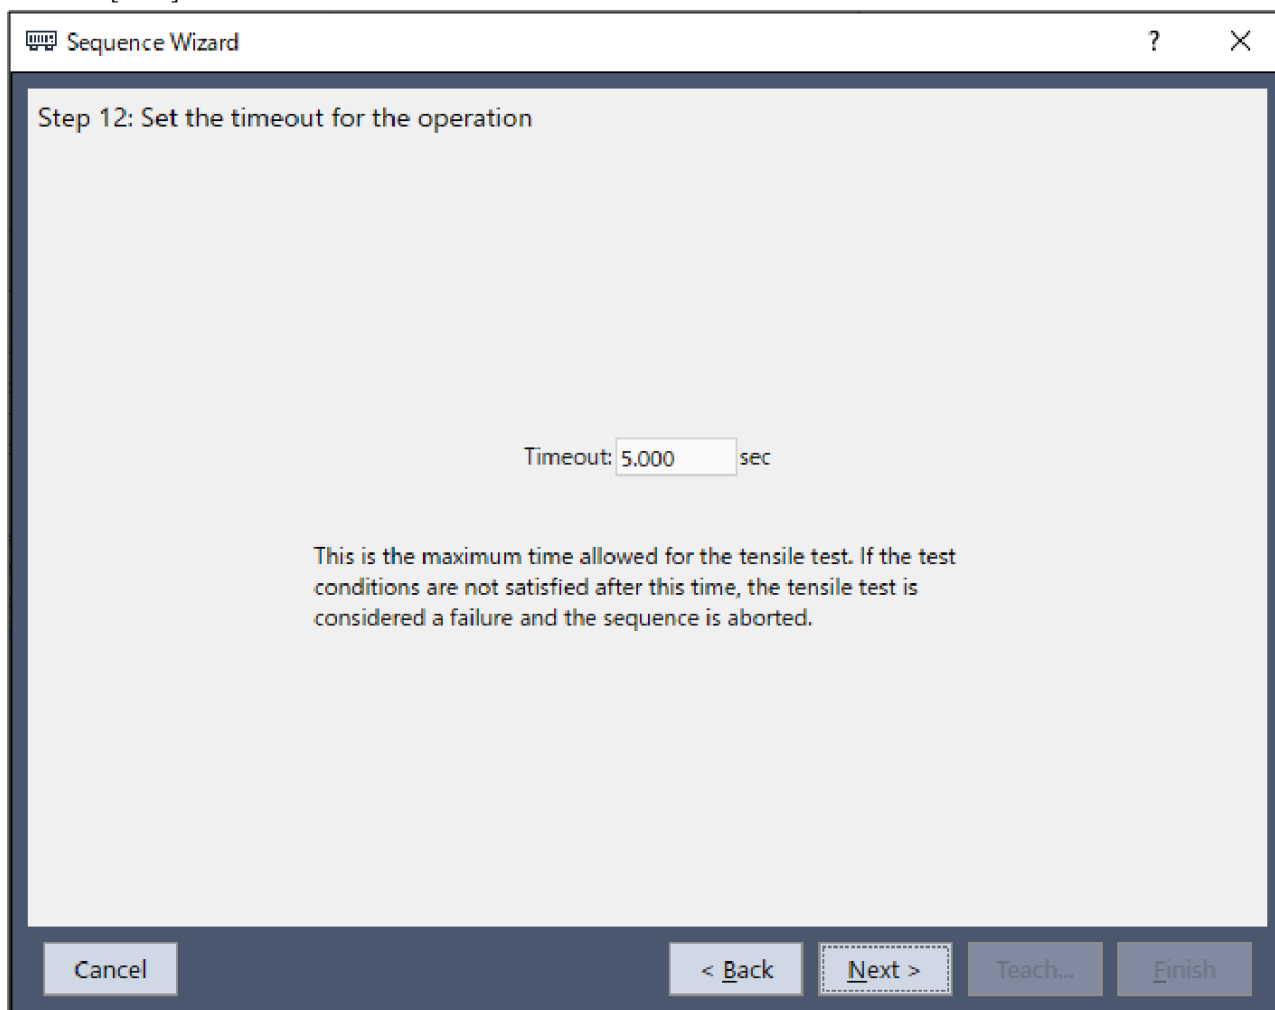 Sequence Wizard
?
Step 12: Set the timeout for the operation
Timeout: 5.000 sec
This is the maximum time allowed for the tensile test. If the test
conditions are not satisfied after this time, the tensile test is
considered a failure and the sequence is aborted.
Cancel < Back Next > Teach... Finish